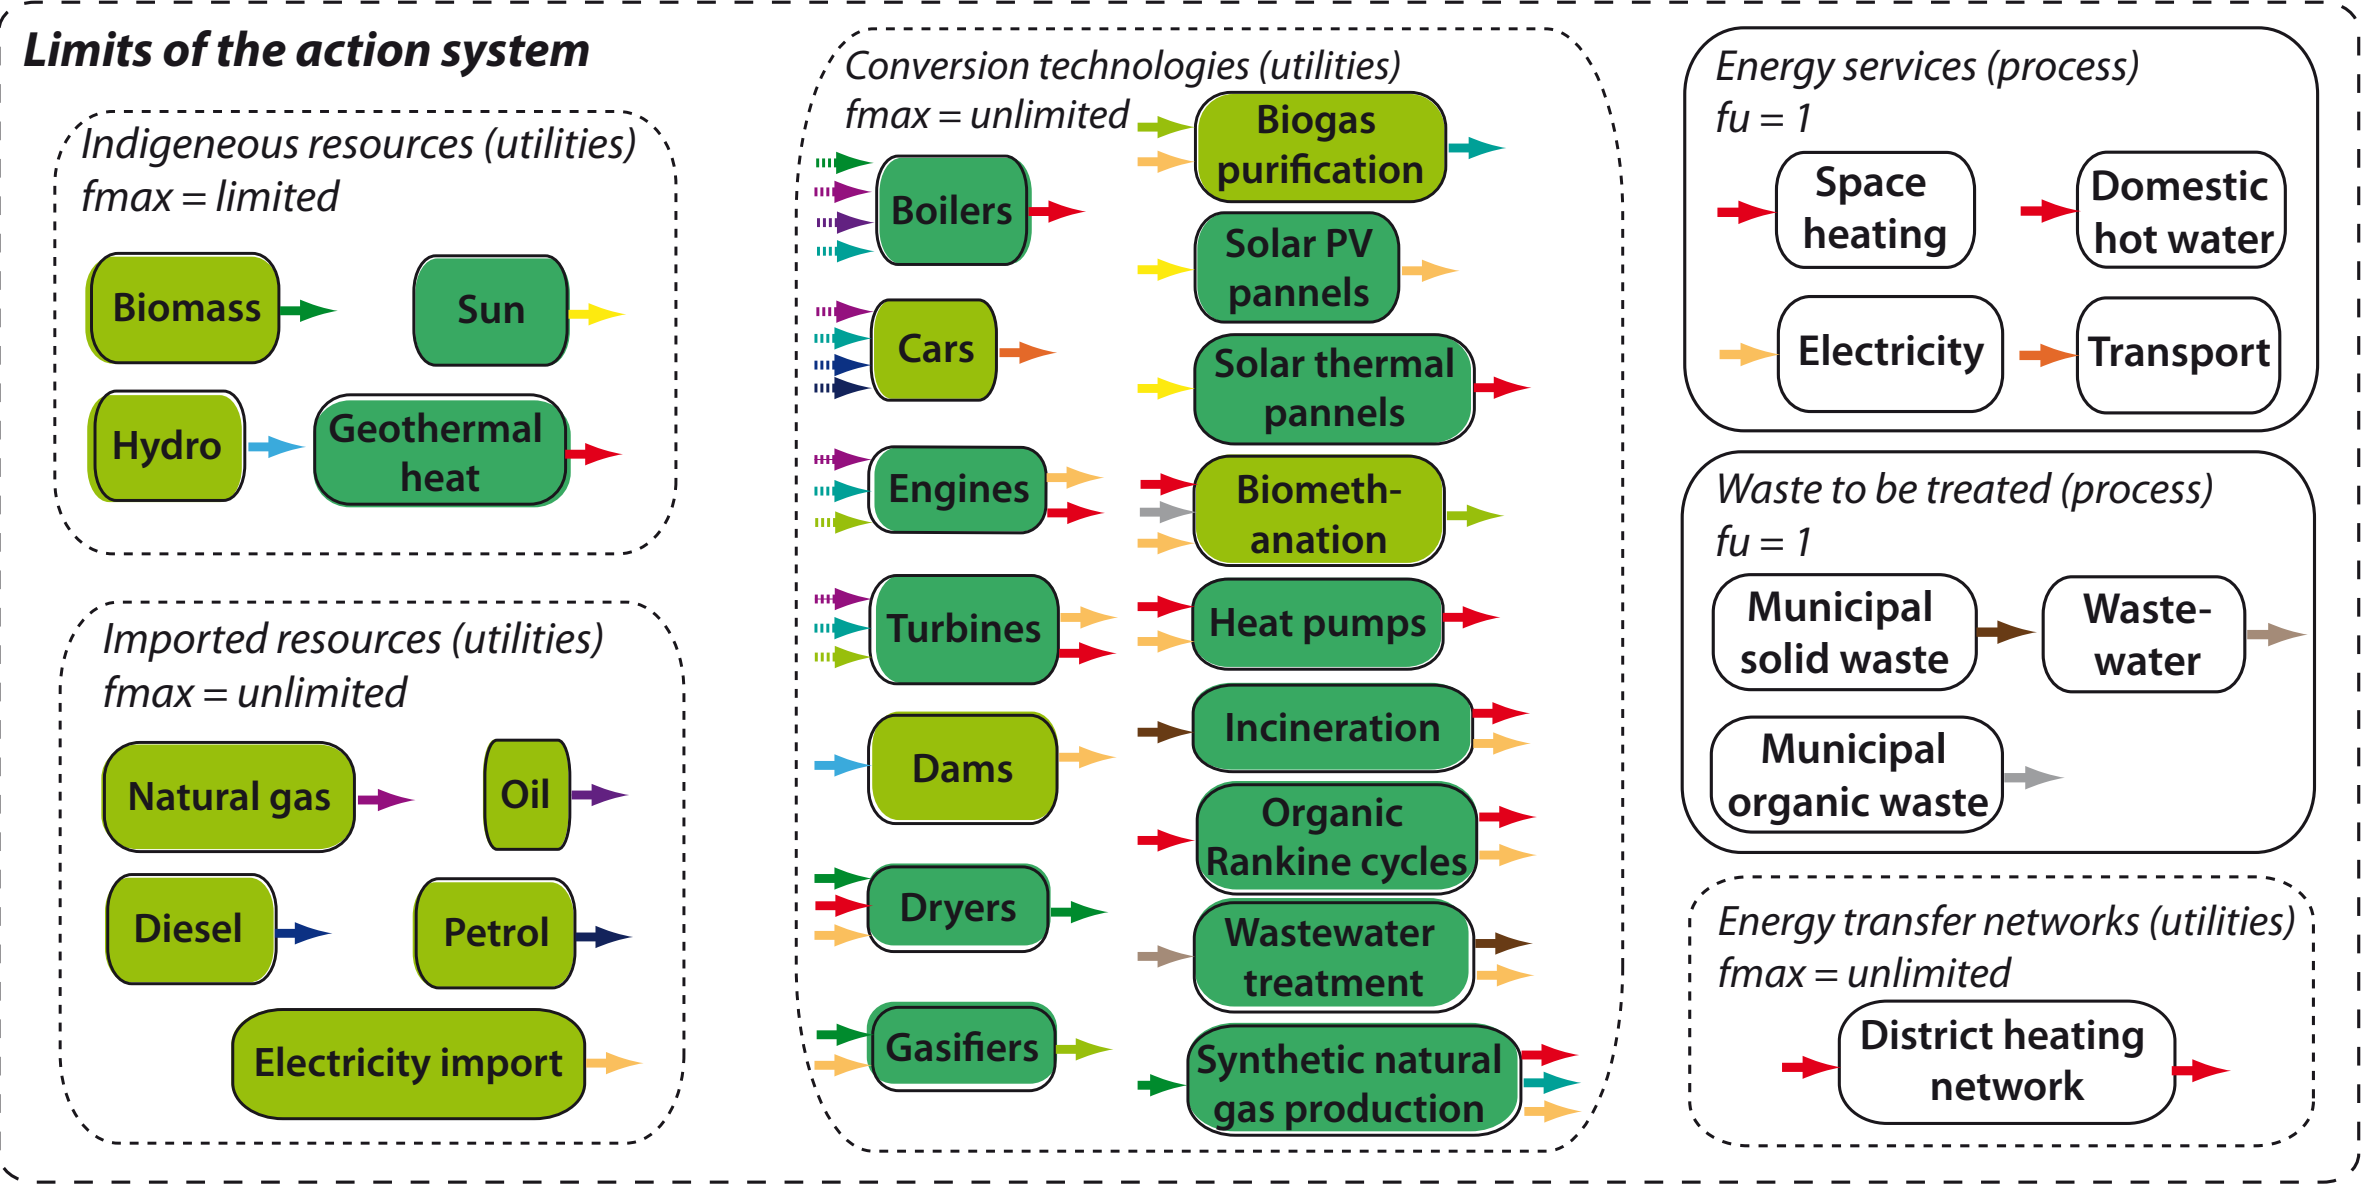 Limits of the action system
Indigeneous resources (utilities)
fmax = limited
Biomass
Sun
Hydro
Geothermal
heat
Imported resources (utilities)
fmax = unlimited
Natural gas
Oil
Diesel
Petrol
Electricity import
Conversion technologies (utilities)
fmax = unlimited
Boilers
Cars
Engines
Turbines
Dams
Dryers
Gasifiers
Biogas
purification
Solar PV
pannels
Solar thermal
pannels
Biometh-
anation
Heat pumps
Incineration
Organic
Rankine cycles
Wastewater
treatment
Synthetic natural
gas production
Energy services (process)
fu = 1
Space
heating
Domestic
hot water
Electricity
Transport
Waste to be treated (process)
fu = 1
Municipal
solid waste
Waste-
water
Municipal
organic waste
Energy transfer networks (utilities)
fmax = unlimited
District heating
network